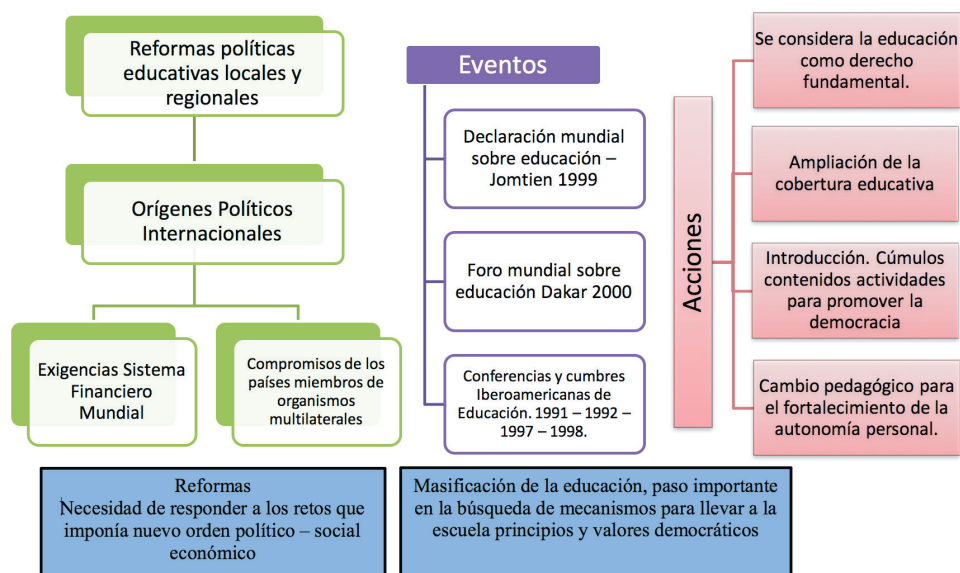 Reformas políticas
educativas locales y
regionales
Orígenes Políticos
Internacionales
Exigencias Sistema
Financiero
Mundial
Compromisos de los
países miembros de
organismos
multilaterales
Reformas
Necesidad de responder a los retos que
imponía nuevo orden político – social
económico
Eventos
Declaración mundial
sobre educación –
Jomtien 1999
Foro mundial sobre
educación Dakar 2000
Conferencias y cumbres
Iberoamericanas de
Educación. 1991 – 1992 –
1997 – 1998.
Masificación de la educación, paso importante
en la búsqueda de mecanismos para llevar a la
escuela principios y valores democráticos
Acciones
Se considera la educación
como derecho
fundamental.
Ampliación de la
cobertura educativa
Introducción. Cúmulos
contenidos actividades
para promover la
democracia
Cambio pedagógico para
el fortalecimiento de la
autonomía personal.